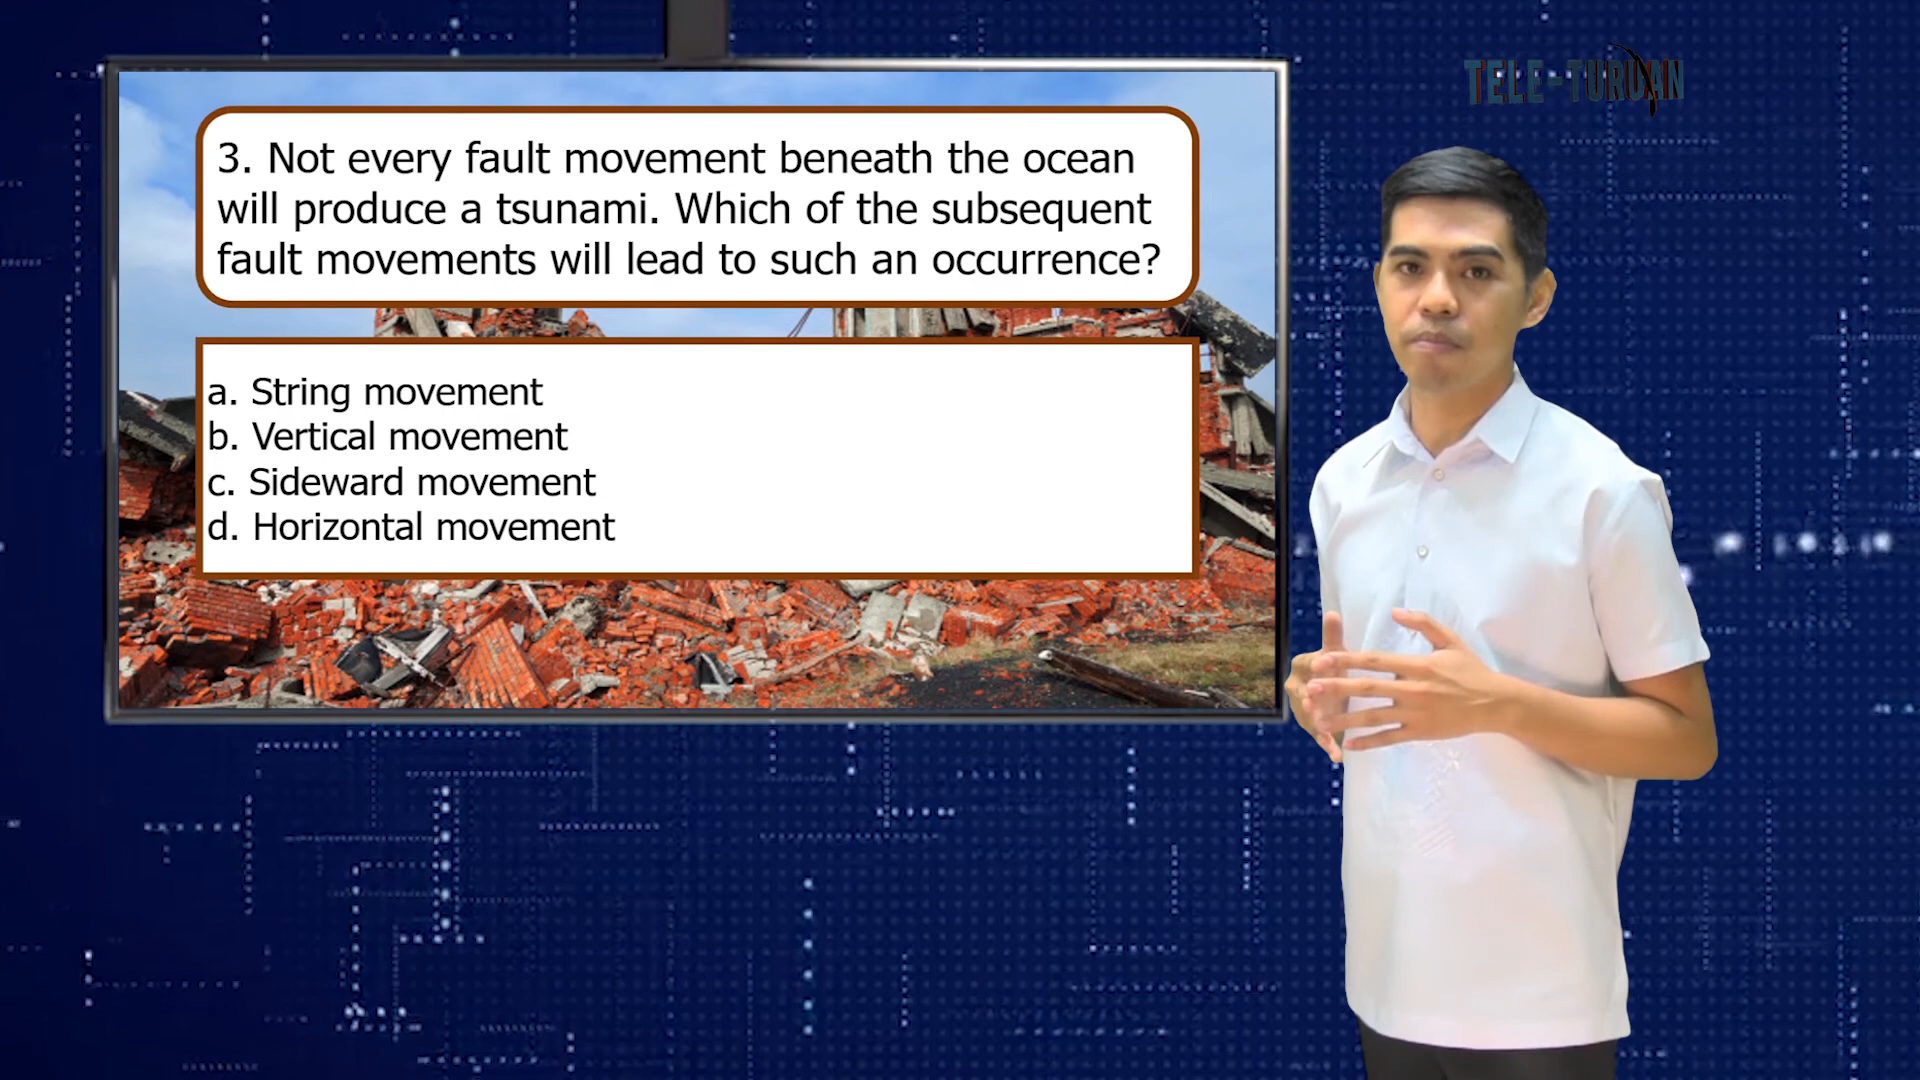 TELE-TURUAN
3. Not every fault movement beneath the ocean
will produce a tsunami. Which of the subsequent
fault movements will lead to such an occurrence?
a. String movement
b. Vertical movement
c. Sideward movement
d. Horizontal movement